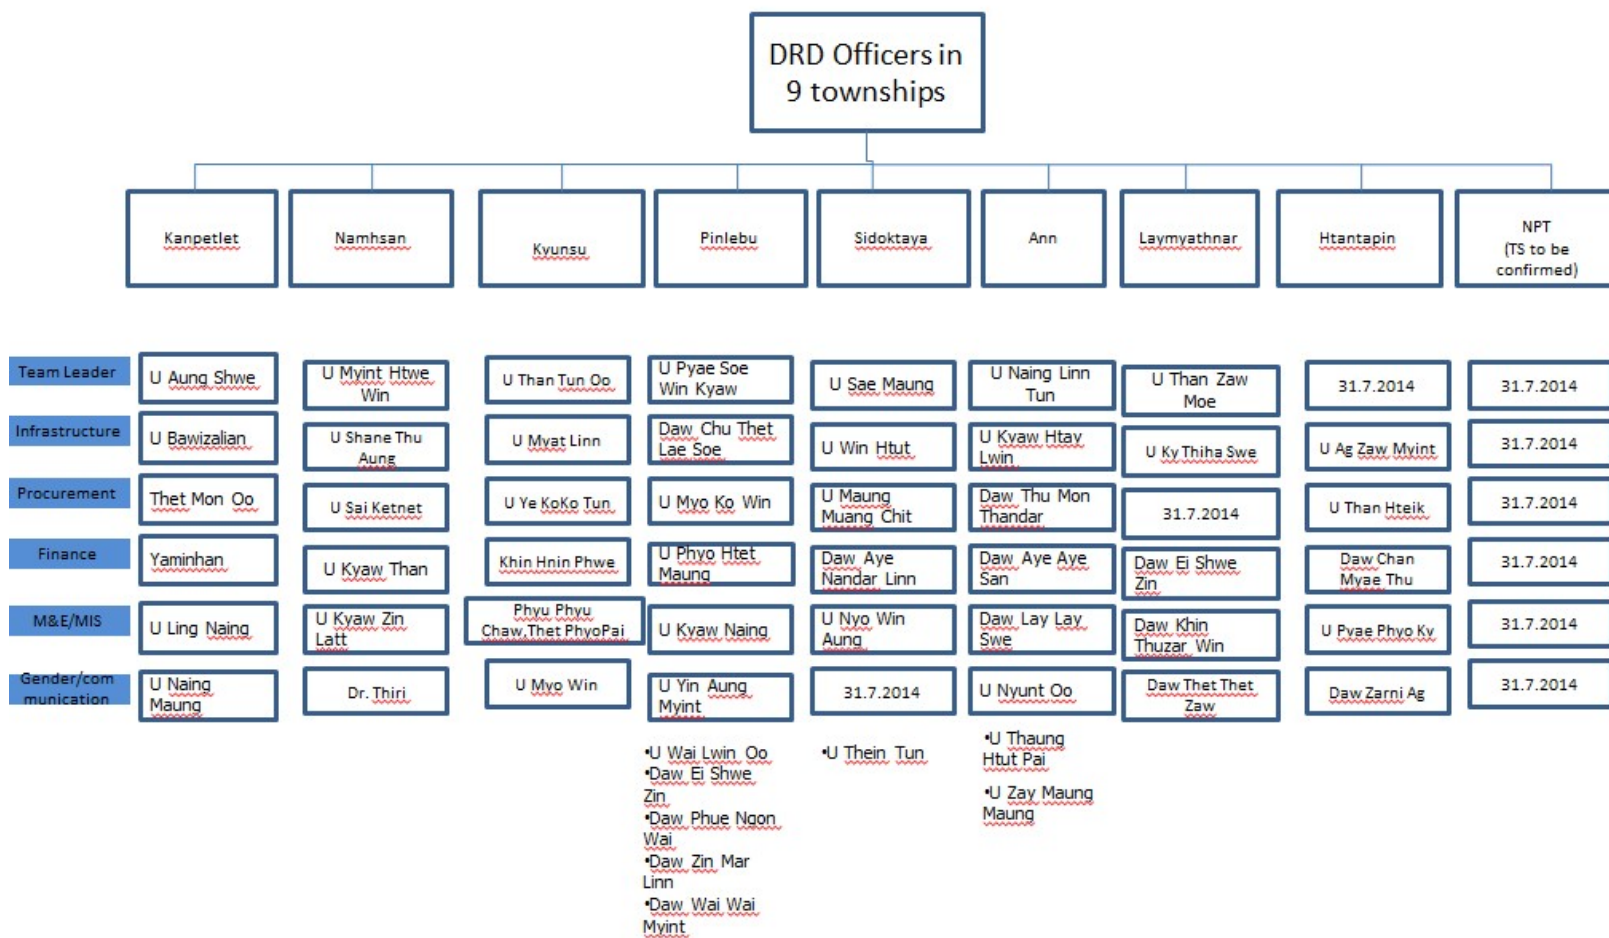 DRD Officers in
9 townships
Kanpetlet
Namhsan
Kyunsu
Pinlebu
Sidoktaya
Ann
Laymyathnar
Htantapin
NPT
(TS to be
confirmed)
Team Leader
U Aung Shwe
U Myint Htwe
Win
U Than Tun Oo
U Pyae Soe
Win Kyaw
U Sae Maung
U Naing Linn
Tun
U Than Zaw
Moe
31.7.2014
31.7.2014
Infrastructure
U Bawizalian
U Shane Thu
Aung
U Myat Linn
Daw Chu Thet
Lae Soe
U Win Htut
U Kyaw Htay
Lwin
U Ky Thiha Swe
U Ag Zaw Myint
31.7.2014
Procurement
Thet Mon Oo
U Sai Ketnet
U Ye KoKo Tun
U Myo Ko Win
U Maung
Muang Chit
Daw Thu Mon
Thandar
31.7.2014
U Than Hteik
31.7.2014
Finance
Yaminhan
U Kyaw Than
Khin Hnin Phwe
U Phyo Htet
Maung
Daw Aye
Nandar Linn
Daw Aye Aye
San
Daw Ei Shwe
Zin
Daw Chan
Myae Thu
31.7.2014
M&E/MIS
U Ling Naing
U Kyaw Zin
Latt
Phyu Phyu
Chaw,Thet PhyoPai
U Kyaw Naing
U Nyo Win
Aung
Daw Lay Lay
Swe
Daw Khin
Thuzar Win
U Pyae Phyo Ky
31.7.2014
Gender/com
munication
U Naing
Maung
Dr. Thiri
U Myo Win
U Yin Aung
Myint
31.7.2014
U Nyunt Oo
Daw Thet Thet
Zaw
Daw Zarni Ag
31.7.2014
•U Wai Lwin Oo
•Daw Ei Shwe
Zin
•Daw Phue Ngon
Wai
•Daw Zin Mar
Linn
•Daw Wai Wai
Myint
•U Thein Tun
•U Thaung
Htut Pai
•U Zay Maung
Maung